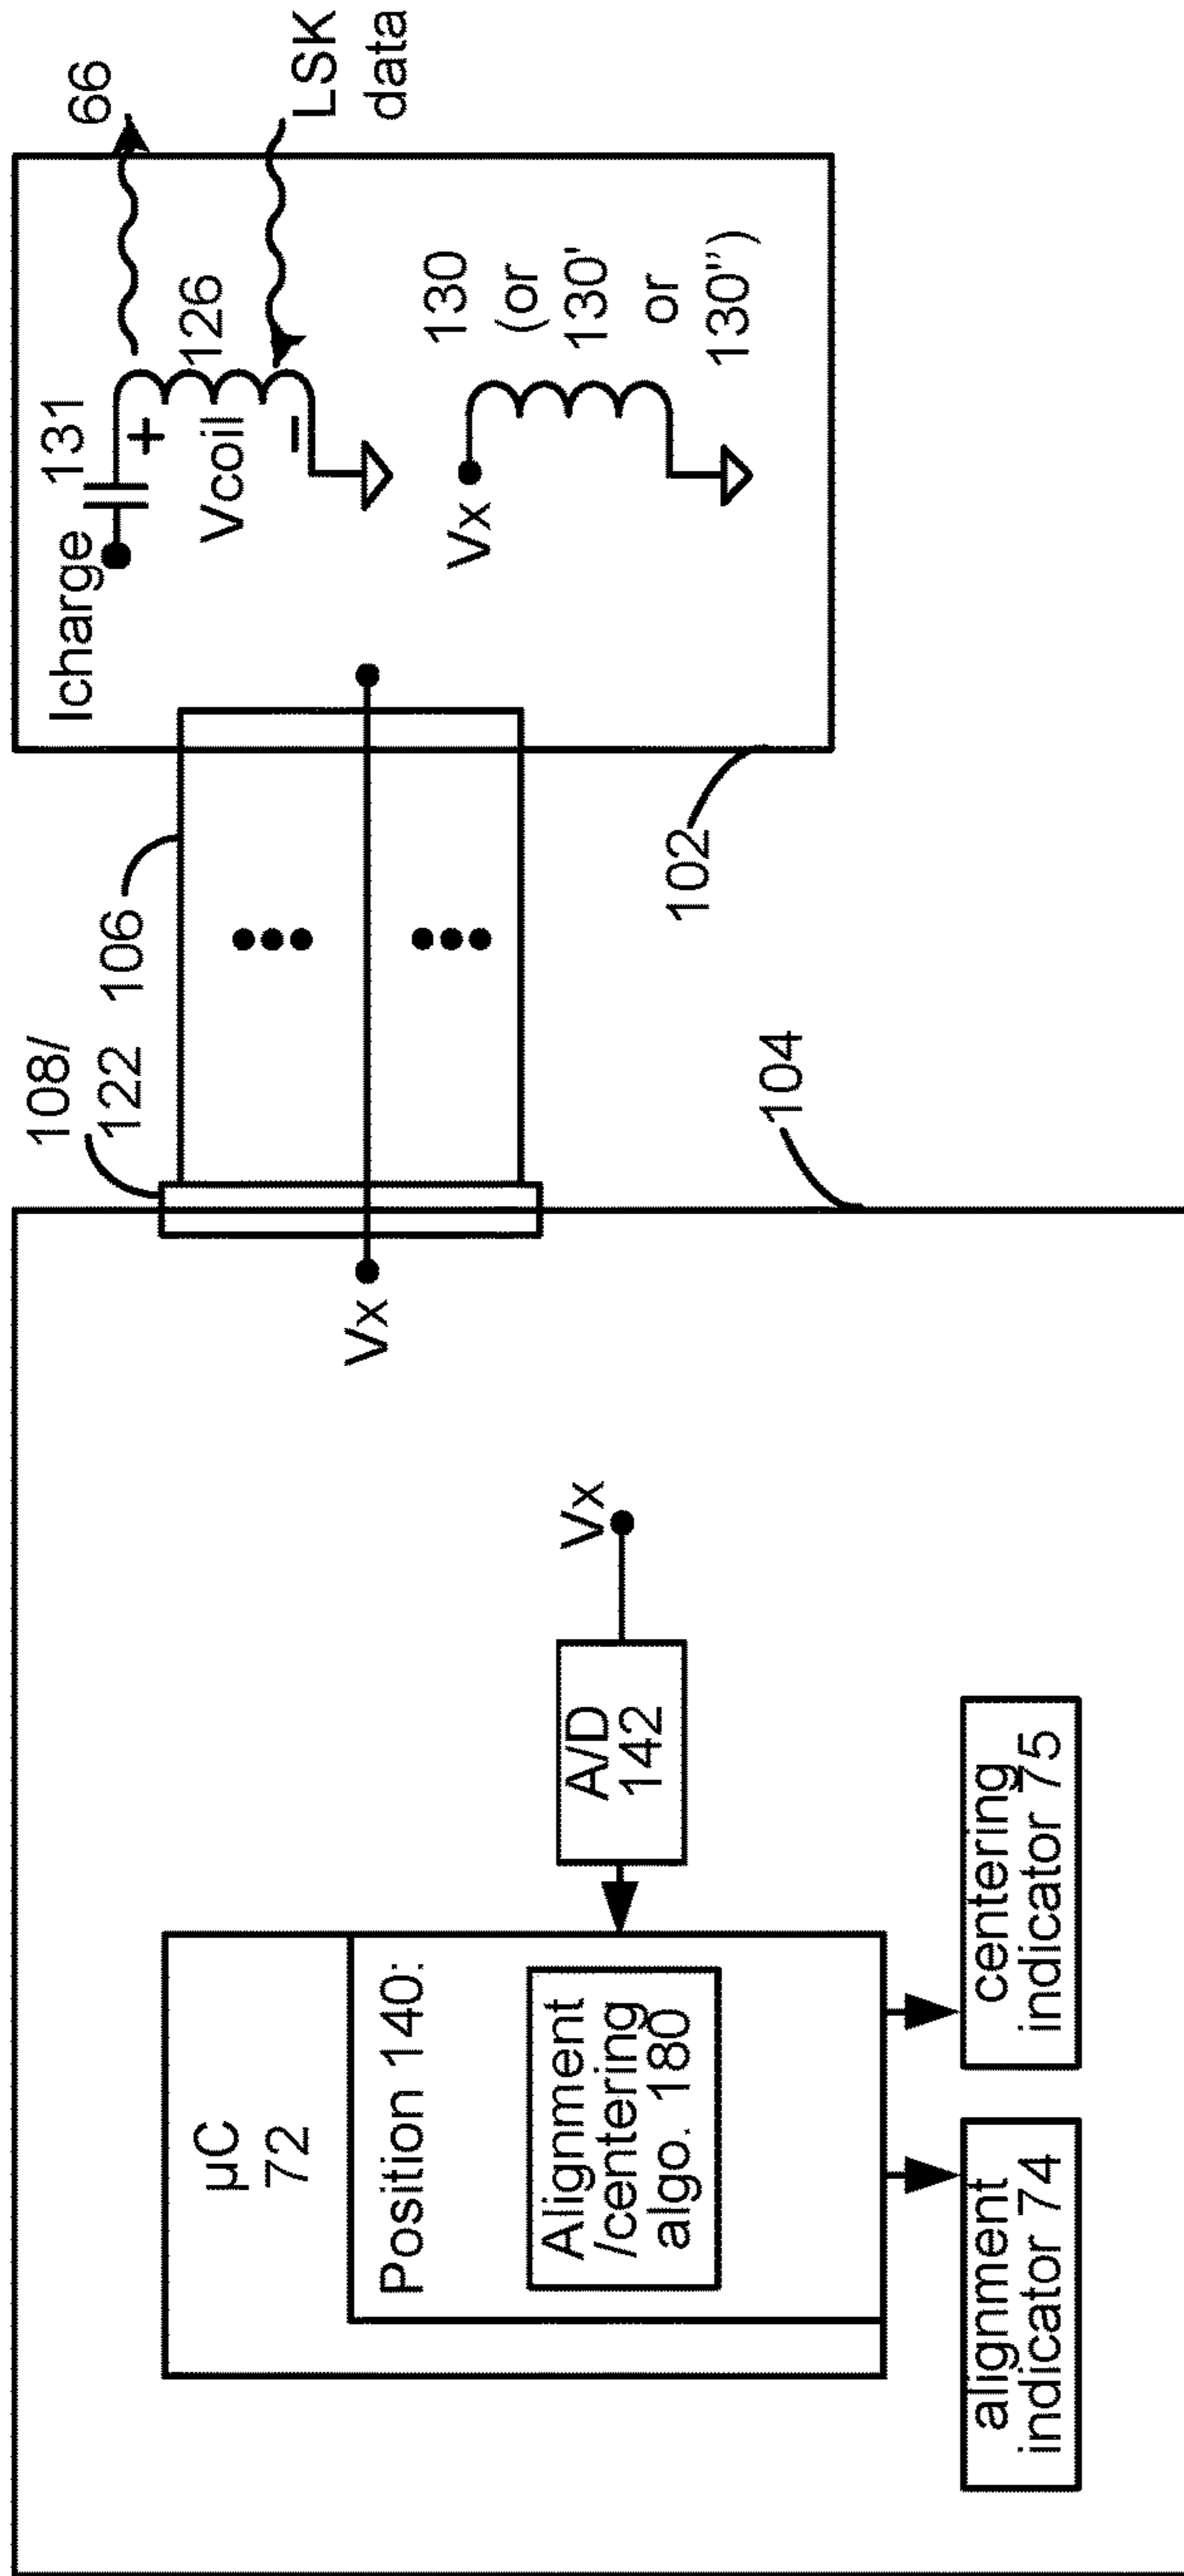 µC
72
Position 140:
Alignment
/centering
algo. 180
alignment
indicator 74
centering
indicator 75
A/D
142
Vx
Vx
104
108/
122
106
102
Icharge
131
+
Vcoil
–
126
66
LSK
data
Vx
130
(or
130'
or
130")